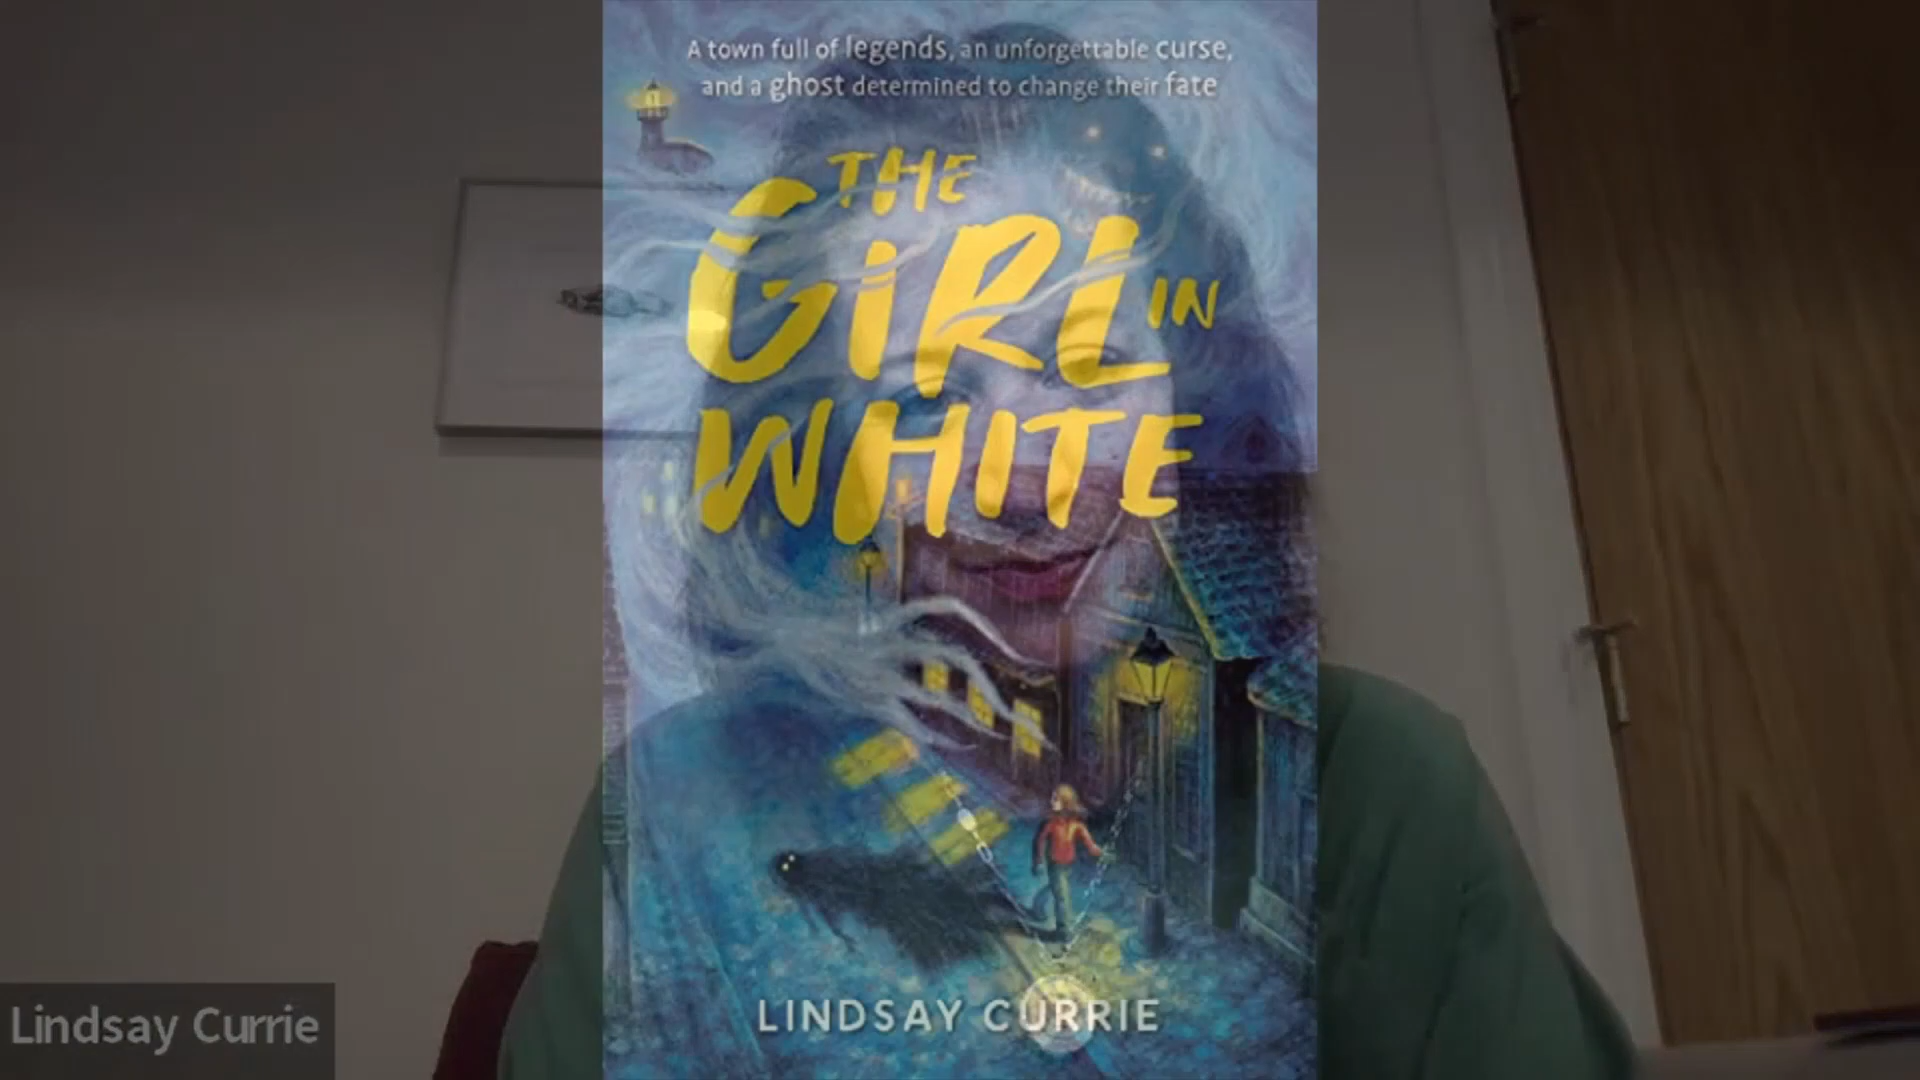 A town full of legends, an unforgettable curse,
and a ghost determined to change their fate
THE
GIRL IN
WHITE
LINDSAY CURRIE
Lindsay Currie